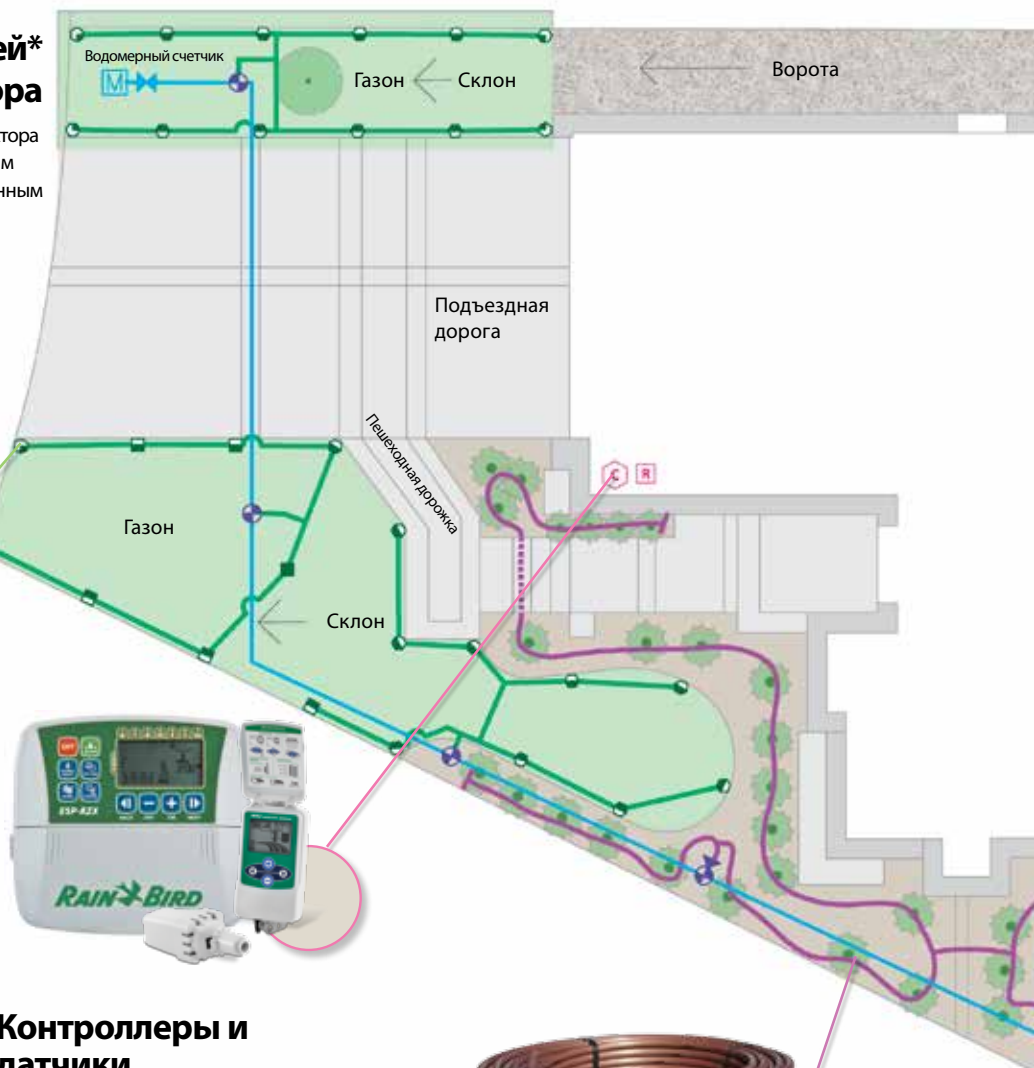 ей*
ора
тора
м
нным
Водомерный счетчик
M
Газон
Склон
Ворота
Подъездная
дорога
Пешеходная дорожка
C
R
Газон
Склон
OFF
ESP-RZX
RAIN BIRD
Контроллеры и
датчики